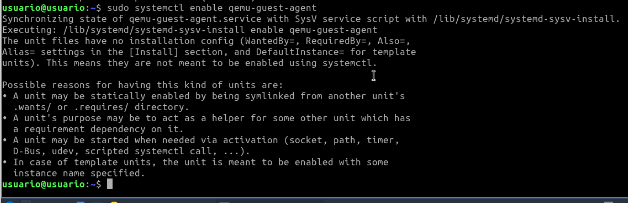 usuario@usuario:~$ sudo systemctl enable qemu-guest-agent
Synchronizing state of qemu-guest-agent.service with SysV service script with /lib/systemd/systemd-sysv-install.
Executing: /lib/systemd/systemd-sysv-install enable qemu-guest-agent
The unit files have no installation config (WantedBy=, RequiredBy=, Also=,
Alias= settings in the [Install] section, and DefaultInstance= for template
units). This means they are not meant to be enabled using systemctl.

Possible reasons for having this kind of units are:
• A unit may be statically enabled by being symlinked from another unit's
  .wants/ or .requires/ directory.
• A unit's purpose may be to act as a helper for some other unit which has
  a requirement dependency on it.
• A unit may be started when needed via activation (socket, path, timer,
  D-Bus, udev, scripted systemctl call, ...).
• In case of template units, the unit is meant to be enabled with some
  instance name specified.
usuario@usuario:~$